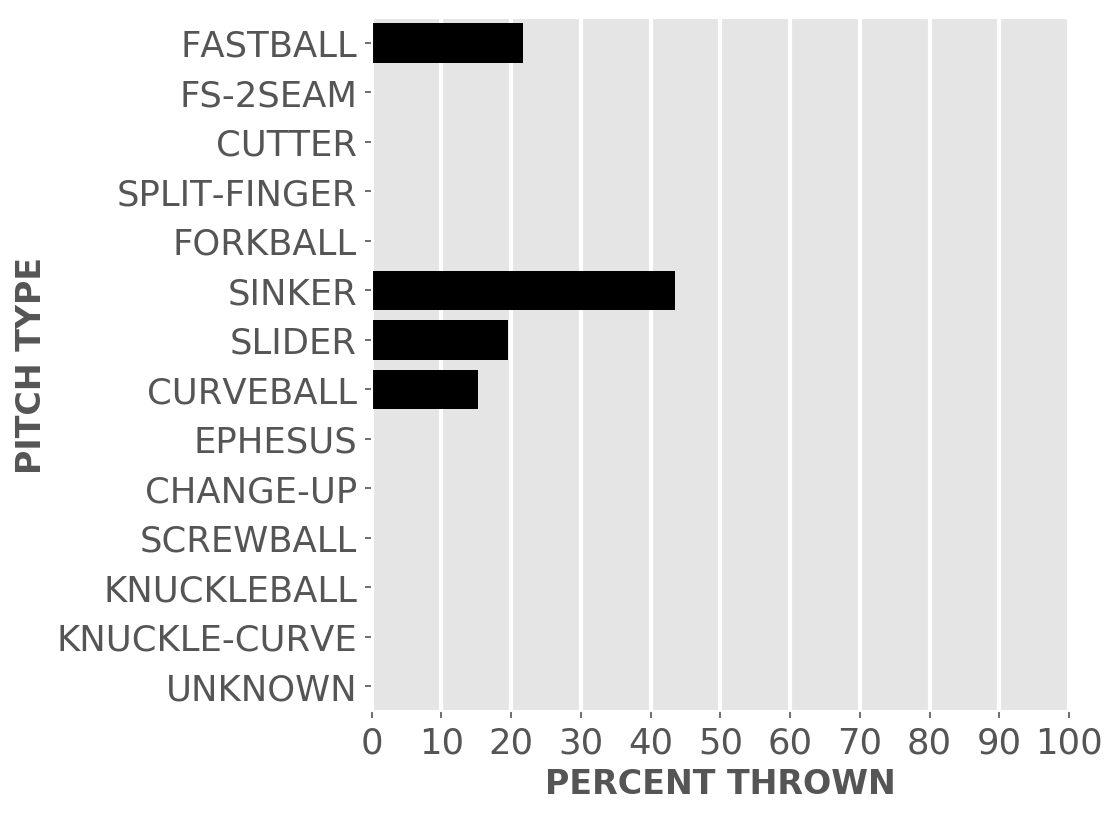 FASTBALL
FS-2SEAM
CUTTER
SPLIT-FINGER
FORKBALL
SINKER
SLIDER
CURVEBALL
EPHESUS
CHANGE-UP
SCREWBALL
KNUCKLEBALL
KNUCKLE-CURVE
UNKNOWN
PITCH TYPE
0 10 20 30 40 50 60 70 80 90 100
PERCENT THROWN